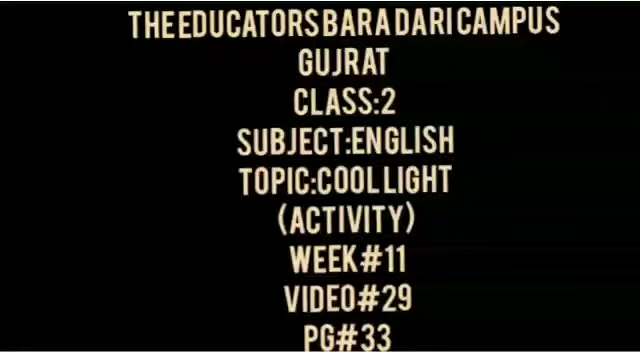 THE EDUCATORS BARA DARI CAMPUS
GUJRAT
CLASS:2
SUBJECT:ENGLISH
TOPIC:COOL LIGHT
(ACTIVITY)
WEEK#11
VIDEO#29
PG#33